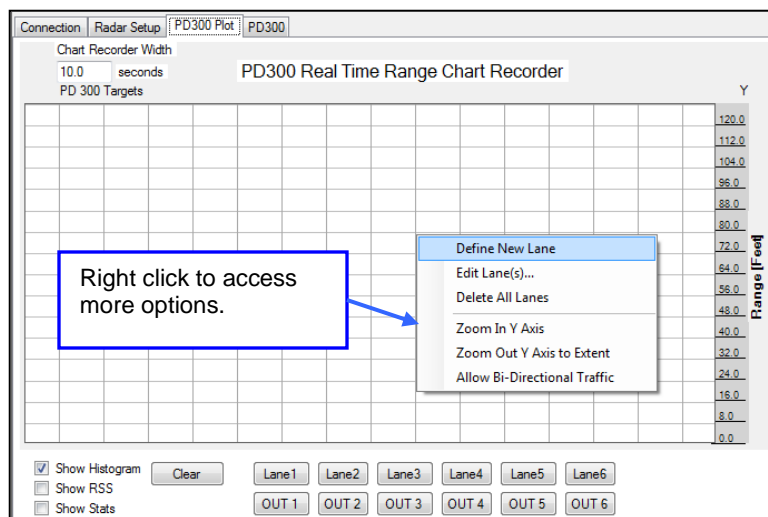 Connection Radar Setup PD300 Plot PD300
Chart Recorder Width
10.0 seconds
PD300 Real Time Range Chart Recorder
PD 300 Targets
Y
120.0
112.0
104.0
96.0
88.0
80.0
72.0
64.0
56.0
48.0
40.0
32.0
24.0
16.0
8.0
0.0
Range [Feet]
Right click to access
more options.
Define New Lane
Edit Lane(s)...
Delete All Lanes
Zoom In Y Axis
Zoom Out Y Axis to Extent
Allow Bi-Directional Traffic
Show Histogram
Show RSS
Show Stats
Clear
Lane1 Lane2 Lane3 Lane4 Lane5 Lane6
OUT 1 OUT 2 OUT 3 OUT 4 OUT 5 OUT 6